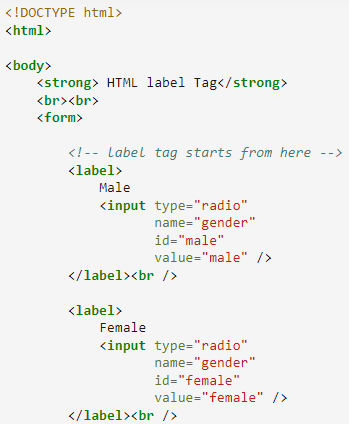 <!DOCTYPE html>
<html>
<body>
<strong> HTML label Tag</strong>
<br><br>
<form>
<!-- label tag starts from here -->
<label>
Male
<input type="radio"
name="gender"
id="male"
value="male" />
</label><br />
<label>
Female
<input type="radio"
name="gender"
id="female"
value="female" />
</label><br />